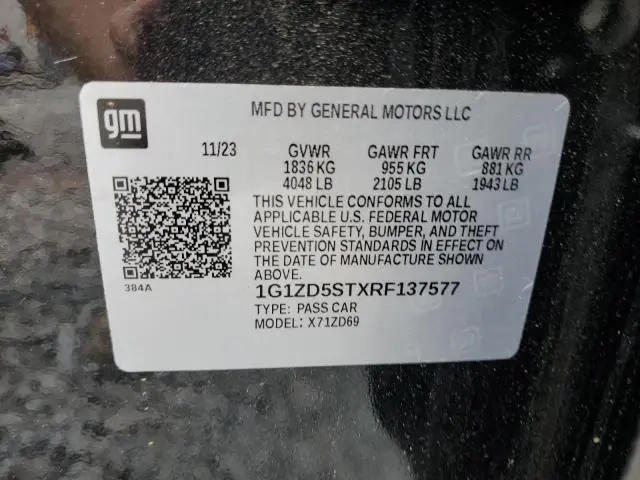 gm
MFD BY GENERAL MOTORS LLC
11/23 GVWR GAWR FRT GAWR RR
1836 KG 955 KG 881 KG
4048 LB 2105 LB 1943 LB
THIS VEHICLE CONFORMS TO ALL
APPLICABLE U.S. FEDERAL MOTOR
VEHICLE SAFETY, BUMPER, AND THEFT
PREVENTION STANDARDS IN EFFECT ON
THE DATE OF MANUFACTURE SHOWN
ABOVE.
384A
1G1ZD5STXRF137577
TYPE: PASS CAR
MODEL: X71ZD69